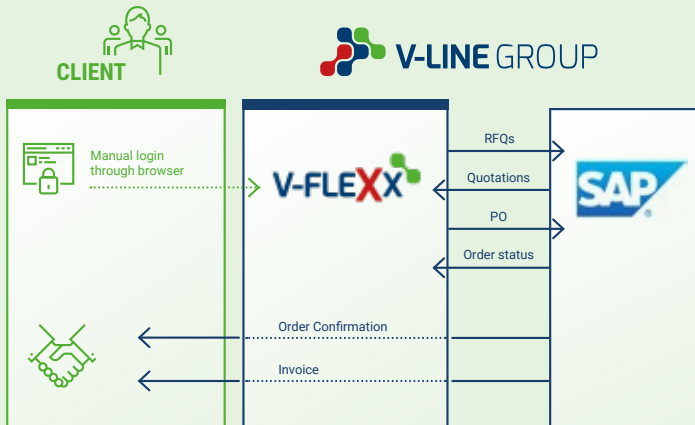 CLIENT
V-LINE GROUP
Manual login
through browser
V-FLEXX
RFQs
Quotations
PO
Order status
SAP
®
Order Confirmation
Invoice